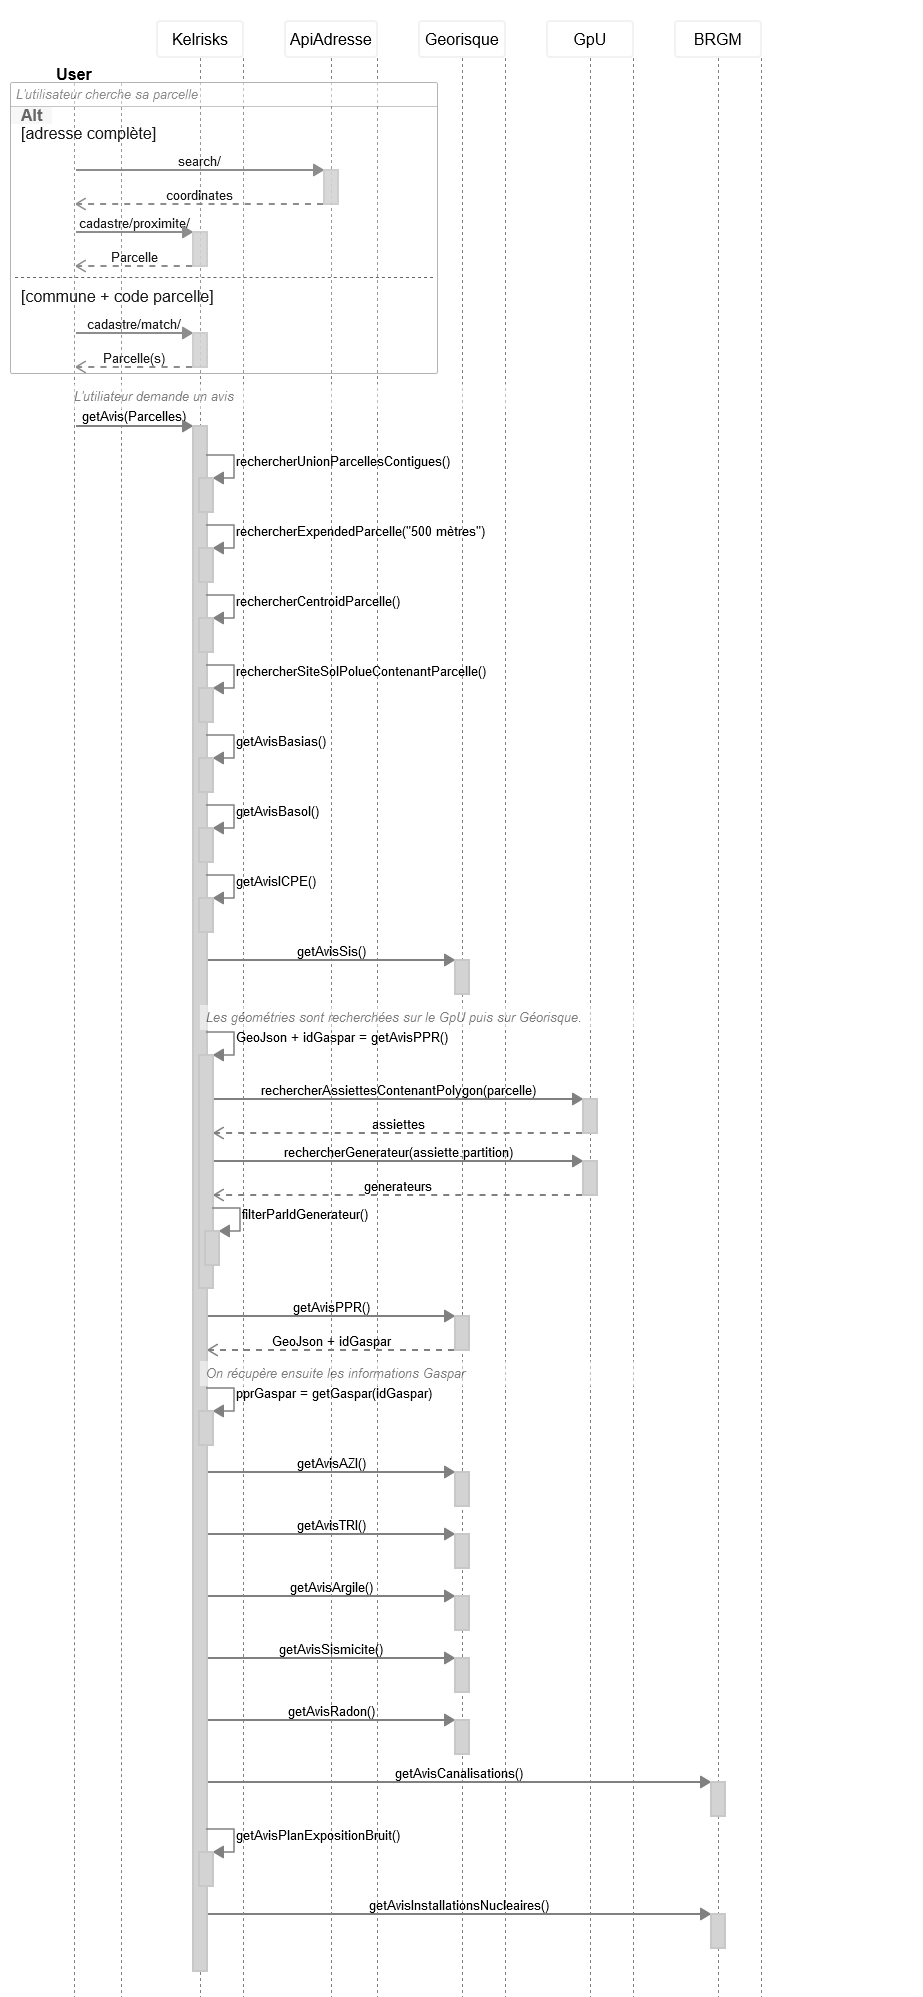 Kelrisks
ApiAdresse
Georisque
GpU
BRGM
User
L'utilisateur cherche sa parcelle
Alt
[adresse complète]
search/
coordinates
cadastre/proximite/
Parcelle
[commune + code parcelle]
cadastre/match/
Parcelle(s)
L'utiliateur demande un avis
getAvis(Parcelles)
rechercherUnionParcellesContigues()
rechercherExpendedParcelle("500 mètres")
rechercherCentroidParcelle()
rechercherSiteSolPolueContenantParcelle()
getAvisBasias()
getAvisBasol()
getAvisICPE()
getAvisSis()
Les géométries sont recherchées sur le GpU puis sur Géorisque.
GeoJson + idGaspar = getAvisPPR()
rechercherAssiettesContenantPolygon(parcelle)
assiettes
rechercherGenerateur(assiette.partition)
generateurs
filterParIdGenerateur()
getAvisPPR()
GeoJson + idGaspar
On récupère ensuite les informations Gaspar
pprGaspar = getGaspar(idGaspar)
getAvisAZI()
getAvisTRI()
getAvisArgile()
getAvisSismicite()
getAvisRadon()
getAvisCanalisations()
getAvisPlanExpositionBruit()
getAvisInstallationsNucleaires()